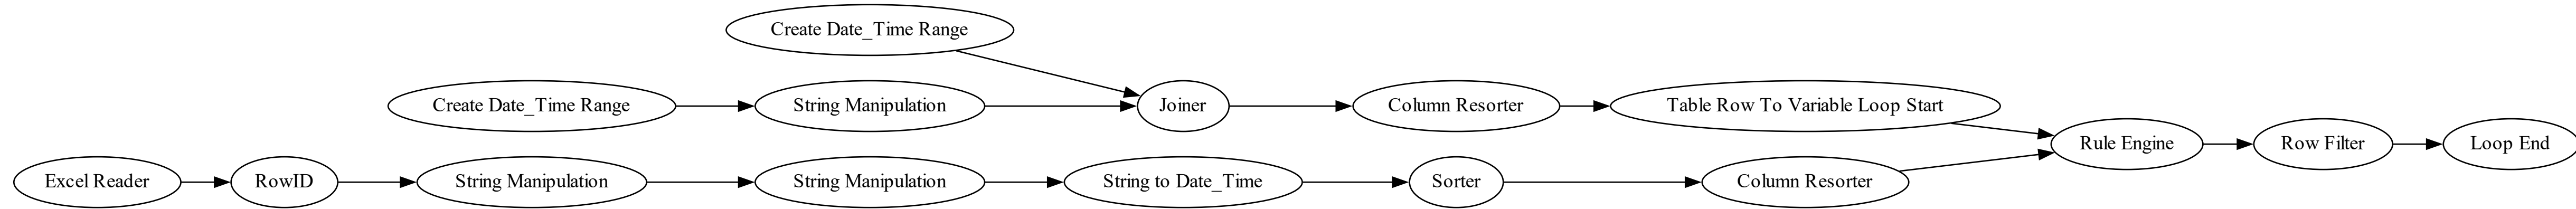 Create Date_Time Range
Create Date_Time Range
String Manipulation
Joiner
Column Resorter
Table Row To Variable Loop Start
Rule Engine
Row Filter
Loop End
Excel Reader
RowID
String Manipulation
String Manipulation
String to Date_Time
Sorter
Column Resorter